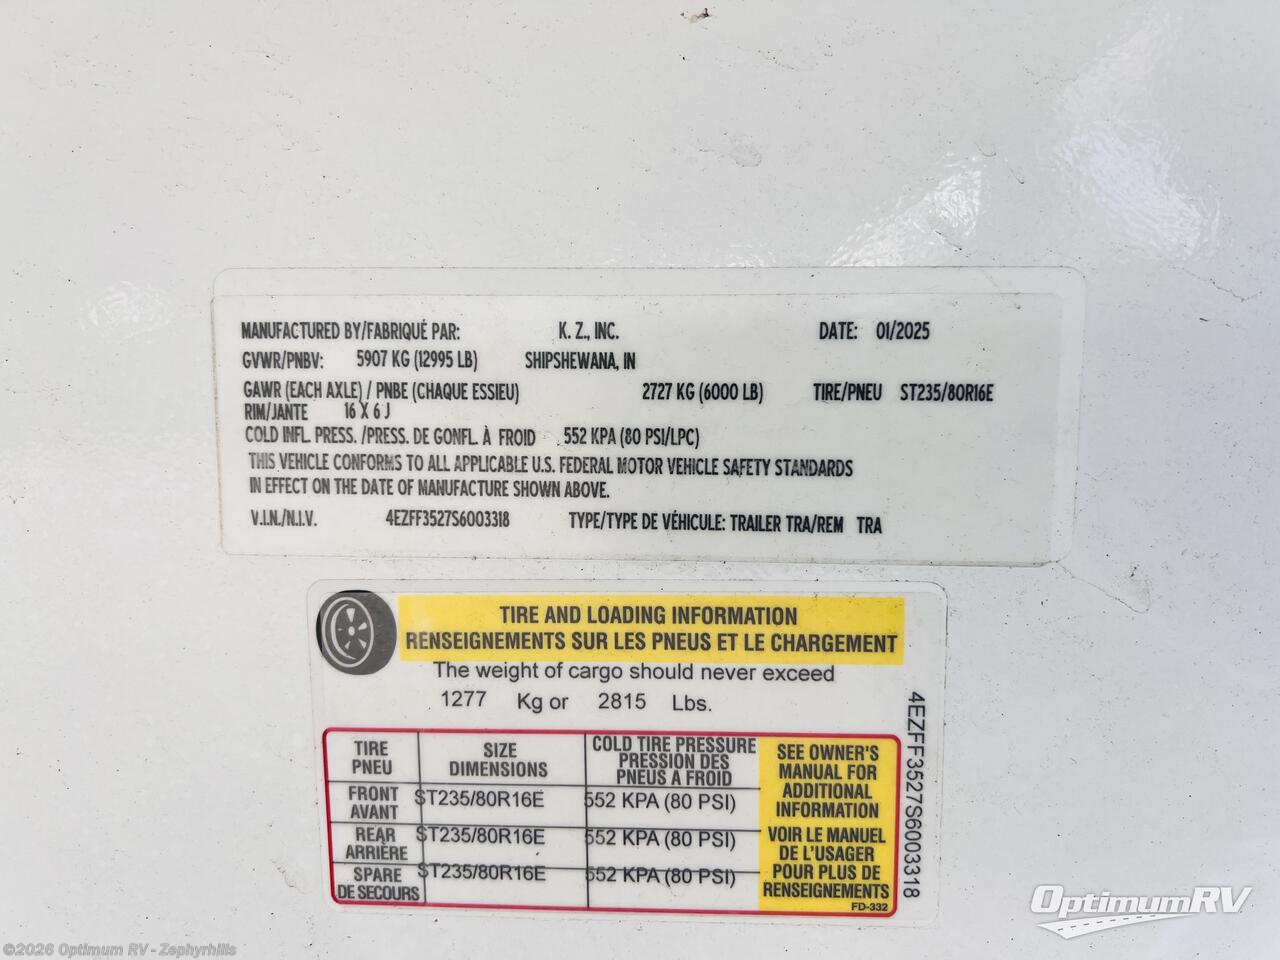 MANUFACTURED BY/FABRIQUÉ PAR: K. Z., INC. DATE: 01/2025
GVWR/PNBV: 5907 KG (12995 LB) SHIPSHEWANA, IN
GAWR (EACH AXLE) / PNBE (CHAQUE ESSIEU) 2727 KG (6000 LB) TIRE/PNEU ST235/80R16E
RIM/JANTE 16 X 6 J
COLD INFL. PRESS. /PRESS. DE GONFL. À FROID 552 KPA (80 PSI/LPC)
THIS VEHICLE CONFORMS TO ALL APPLICABLE U.S. FEDERAL MOTOR VEHICLE SAFETY STANDARDS
IN EFFECT ON THE DATE OF MANUFACTURE SHOWN ABOVE.
V.I.N./N.I.V. 4EZFF3527S6003318 TYPE/TYPE DE VÉHICULE: TRAILER TRA/REM TRA
TIRE AND LOADING INFORMATION
RENSEIGNEMENTS SUR LES PNEUS ET LE CHARGEMENT
The weight of cargo should never exceed
1277 Kg or 2815 Lbs.
TIRE
PNEU
SIZE
DIMENSIONS
COLD TIRE PRESSURE
PRESSION DES
PNEUS A FROID
FRONT
AVANT
ST235/80R16E 552 KPA (80 PSI)
REAR
ARRIÈRE
ST235/80R16E 552 KPA (80 PSI)
SPARE
DE SECOURS
ST235/80R16E 552 KPA (80 PSI)
SEE OWNER'S
MANUAL FOR
ADDITIONAL
INFORMATION
VOIR LE MANUEL
DE L'USAGER
POUR PLUS DE
RENSEIGNEMENTS
FD-332
4EZFF3527S6003318
OptimumRV
©2026 Optimum RV - Zephyrhills